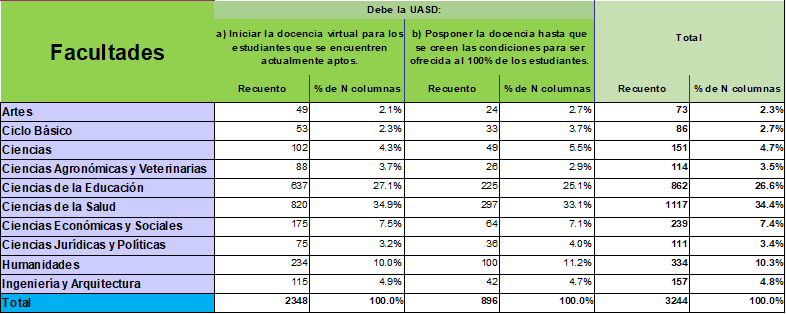 Debe la UASD:
Facultades
a) Iniciar la docencia virtual para los
estudiantes que se encuentren
actualmente aptos.
b) Posponer la docencia hasta que
se creen las condiciones para ser
ofrecida al 100% de los estudiantes.
Total
Recuento % de N columnas Recuento % de N columnas Recuento % de N columnas
Artes 49 2.1% 24 2.7% 73 2.3%
Ciclo Básico 53 2.3% 33 3.7% 86 2.7%
Ciencias 102 4.3% 49 5.5% 151 4.7%
Ciencias Agronómicas y Veterinarias 88 3.7% 26 2.9% 114 3.5%
Ciencias de la Educación 637 27.1% 225 25.1% 862 26.6%
Ciencias de la Salud 820 34.9% 297 33.1% 1117 34.4%
Ciencias Económicas y Sociales 175 7.5% 64 7.1% 239 7.4%
Ciencias Jurídicas y Políticas 75 3.2% 36 4.0% 111 3.4%
Humanidades 234 10.0% 100 11.2% 334 10.3%
Ingeniería y Arquitectura 115 4.9% 42 4.7% 157 4.8%
Total 2348 100.0% 896 100.0% 3244 100.0%